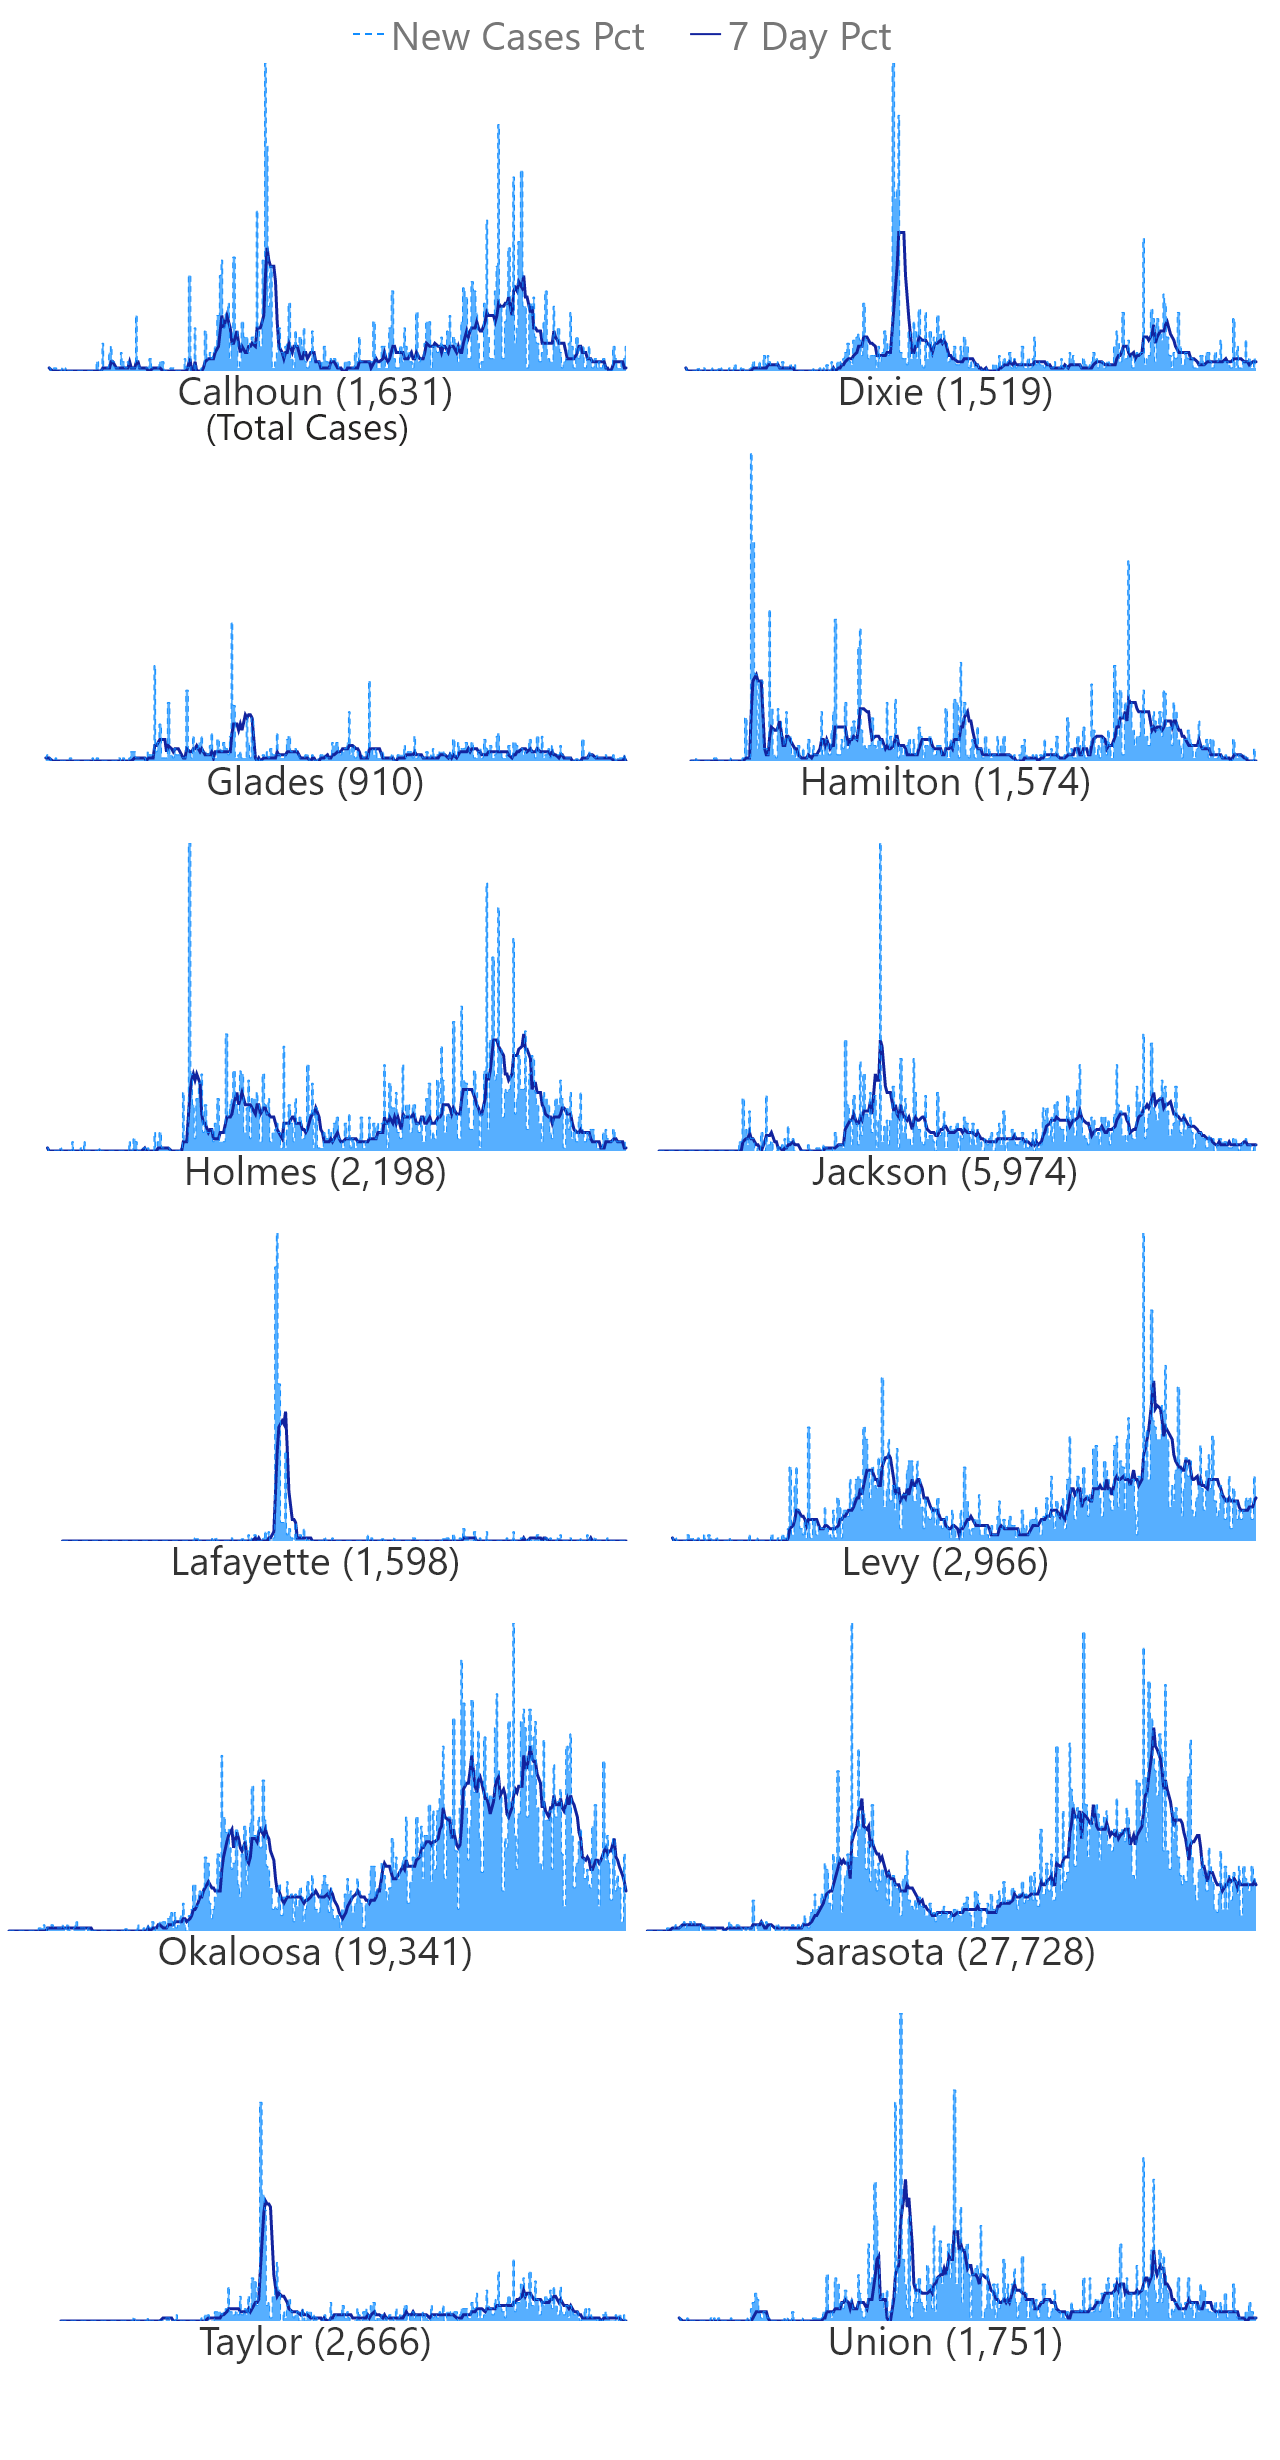 New Cases Pct 7 Day Pct
Calhoun (1,631)
(Total Cases)
Dixie (1,519)
Glades (910)
Hamilton (1,574)
Holmes (2,198)
Jackson (5,974)
Lafayette (1,598)
Levy (2,966)
Okaloosa (19,341)
Sarasota (27,728)
Taylor (2,666)
Union (1,751)